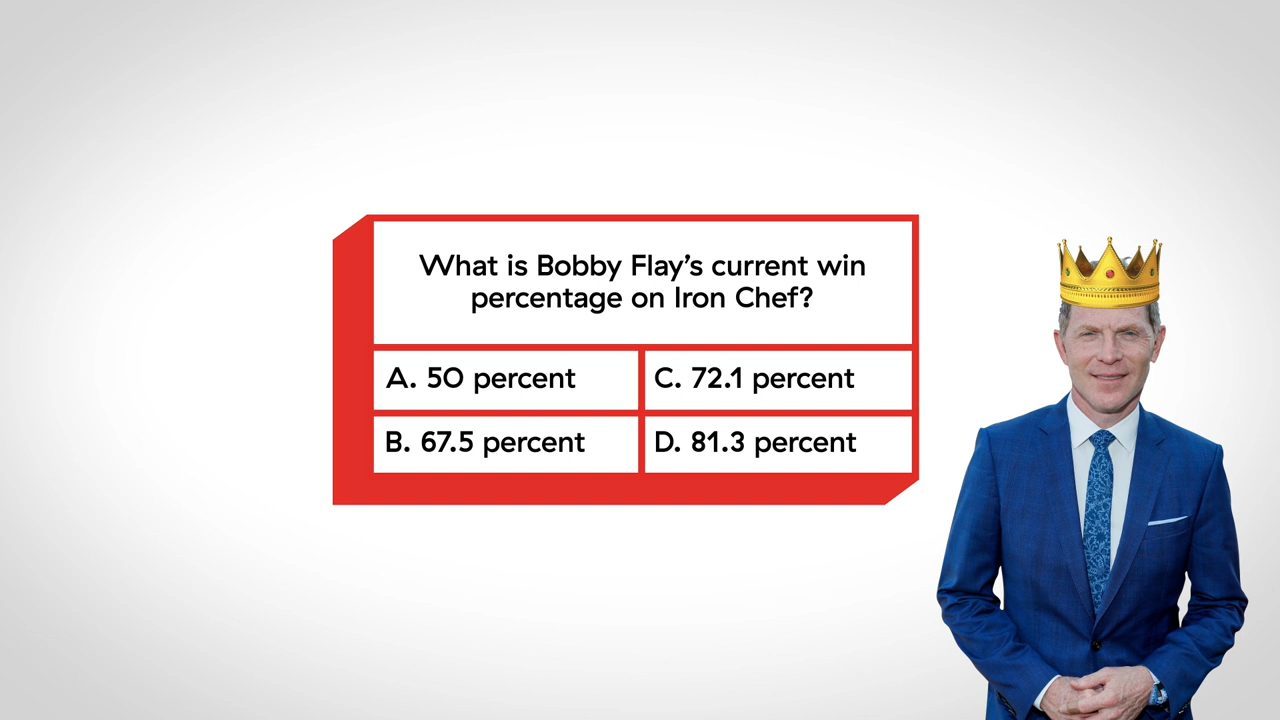 What is Bobby Flay’s current win
percentage on Iron Chef?
A. 50 percent
C. 72.1 percent
B. 67.5 percent
D. 81.3 percent